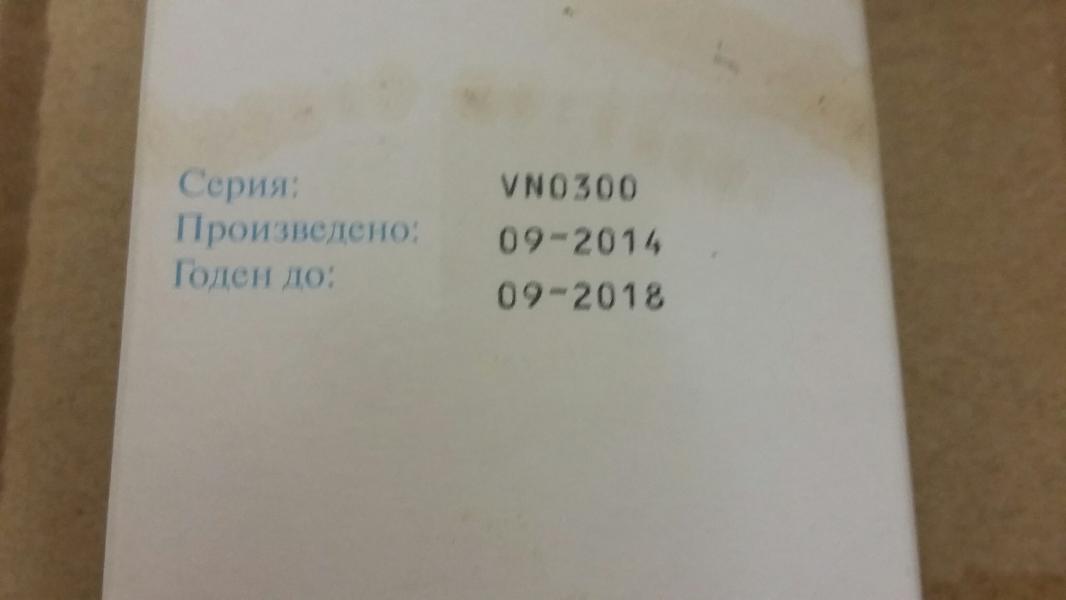 Серия: VN0300
Произведено: 09-2014
Годен до: 09-2018